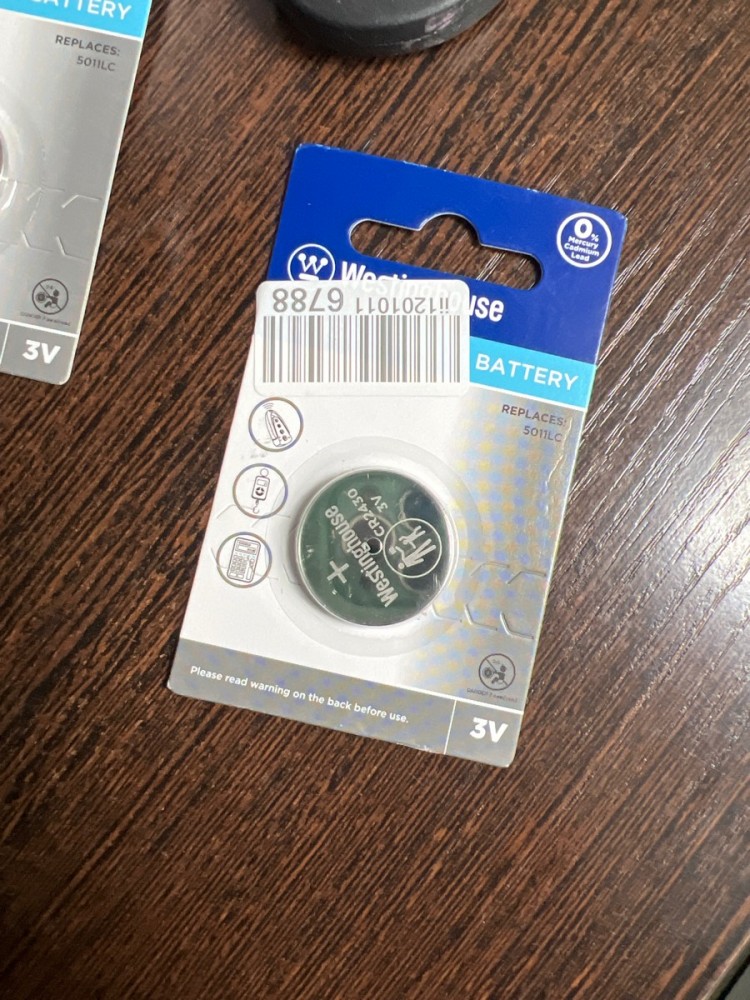 BATTERY
REPLACES:
5011LC
3V
0%
Mercury
Cadmium
Lead
Westinghouse
ii1201011
6788
BATTERY
REPLACES:
5011LC
Westinghouse
CR2430
3V
+
Please read warning on the back before use.
3V